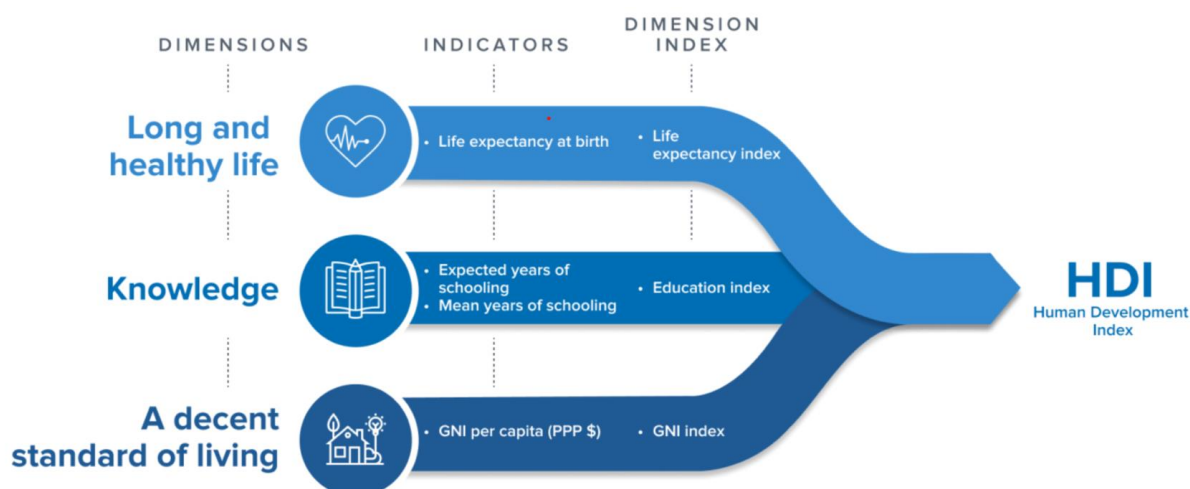 DIMENSIONS
INDICATORS
DIMENSION
INDEX
Long and
healthy life
• Life expectancy at birth
• Life
expectancy index
Knowledge
• Expected years of
schooling
• Mean years of schooling
• Education index
HDI
Human Development
Index
A decent
standard of living
• GNI per capita (PPP $)
• GNI index